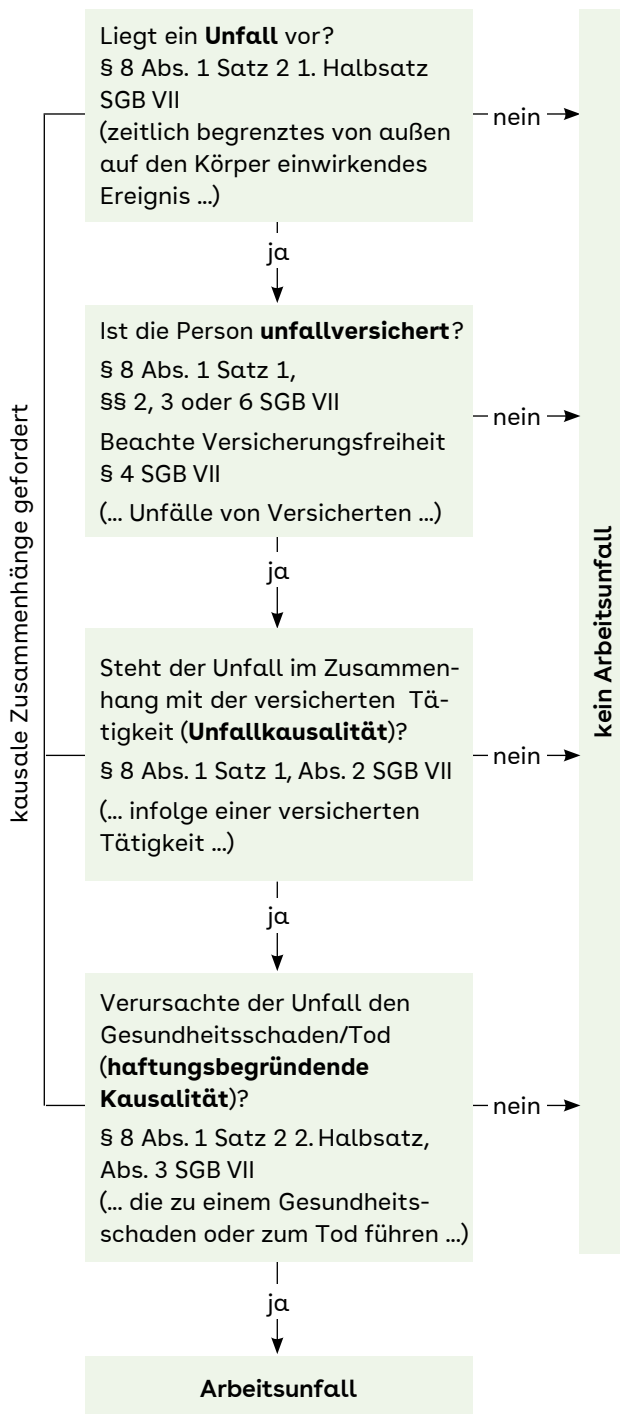 Liegt ein Unfall vor?
§ 8 Abs. 1 Satz 2 1. Halbsatz
SGB VII
(zeitlich begrenztes von außen
auf den Körper einwirkendes
Ereignis ...)
nein
ja
Ist die Person unfallversichert?
§ 8 Abs. 1 Satz 1,
§§ 2, 3 oder 6 SGB VII
Beachte Versicherungsfreiheit
§ 4 SGB VII
(... Unfälle von Versicherten ...)
nein
ja
Steht der Unfall im Zusammen-
hang mit der versicherten Tä-
tigkeit (Unfallkausalität)?
§ 8 Abs. 1 Satz 1, Abs. 2 SGB VII
(... infolge einer versicherten
Tätigkeit ...)
nein
ja
Verursachte der Unfall den
Gesundheitsschaden/Tod
(haftungsbegründende
Kausalität)?
§ 8 Abs. 1 Satz 2 2. Halbsatz,
Abs. 3 SGB VII
(... die zu einem Gesundheits-
schaden oder zum Tod führen ...)
nein
ja
Arbeitsunfall
kausale Zusammenhänge gefordert
kein Arbeitsunfall